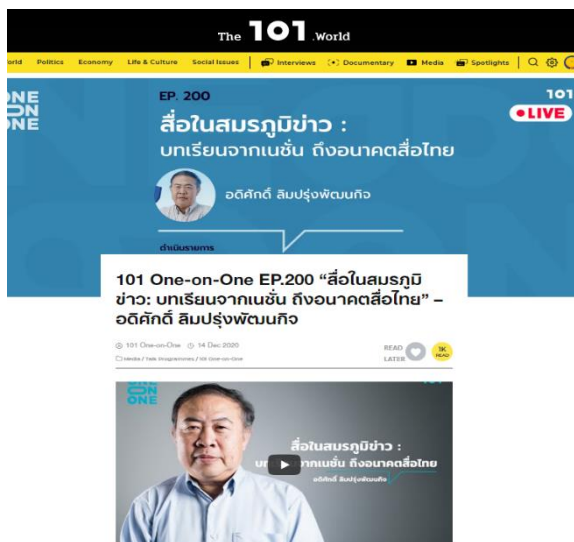 The 101 .World
orld Politics Economy Life & Culture Social Issues Interviews Documentary Media Spotlights
ONE
ON
ONE
EP. 200
101
LIVE
สื่อในสมรภูมิข่าว :
บทเรียนจากเนชั่น ถึงอนาคตสื่อไทย
อดิศักดิ์ ลิมปรุ่งพัฒนกิจ
ดำเนินรายการ
101 One-on-One EP.200 “สื่อในสมรภูมิ
ข่าว: บทเรียนจากเนชั่น ถึงอนาคตสื่อไทย” –
อดิศักดิ์ ลิมปรุ่งพัฒนกิจ
101 One-on-One 14 Dec 2020
Media / Talk Programmes / 101 One-on-One
READ
LATER
1K
READ
ON
ONE
101
สื่อในสมรภูมิข่าว :
บทเรียนจากเนชั่น ถึงอนาคตสื่อไทย
อดิศักดิ์ ลิมปรุ่งพัฒนกิจ